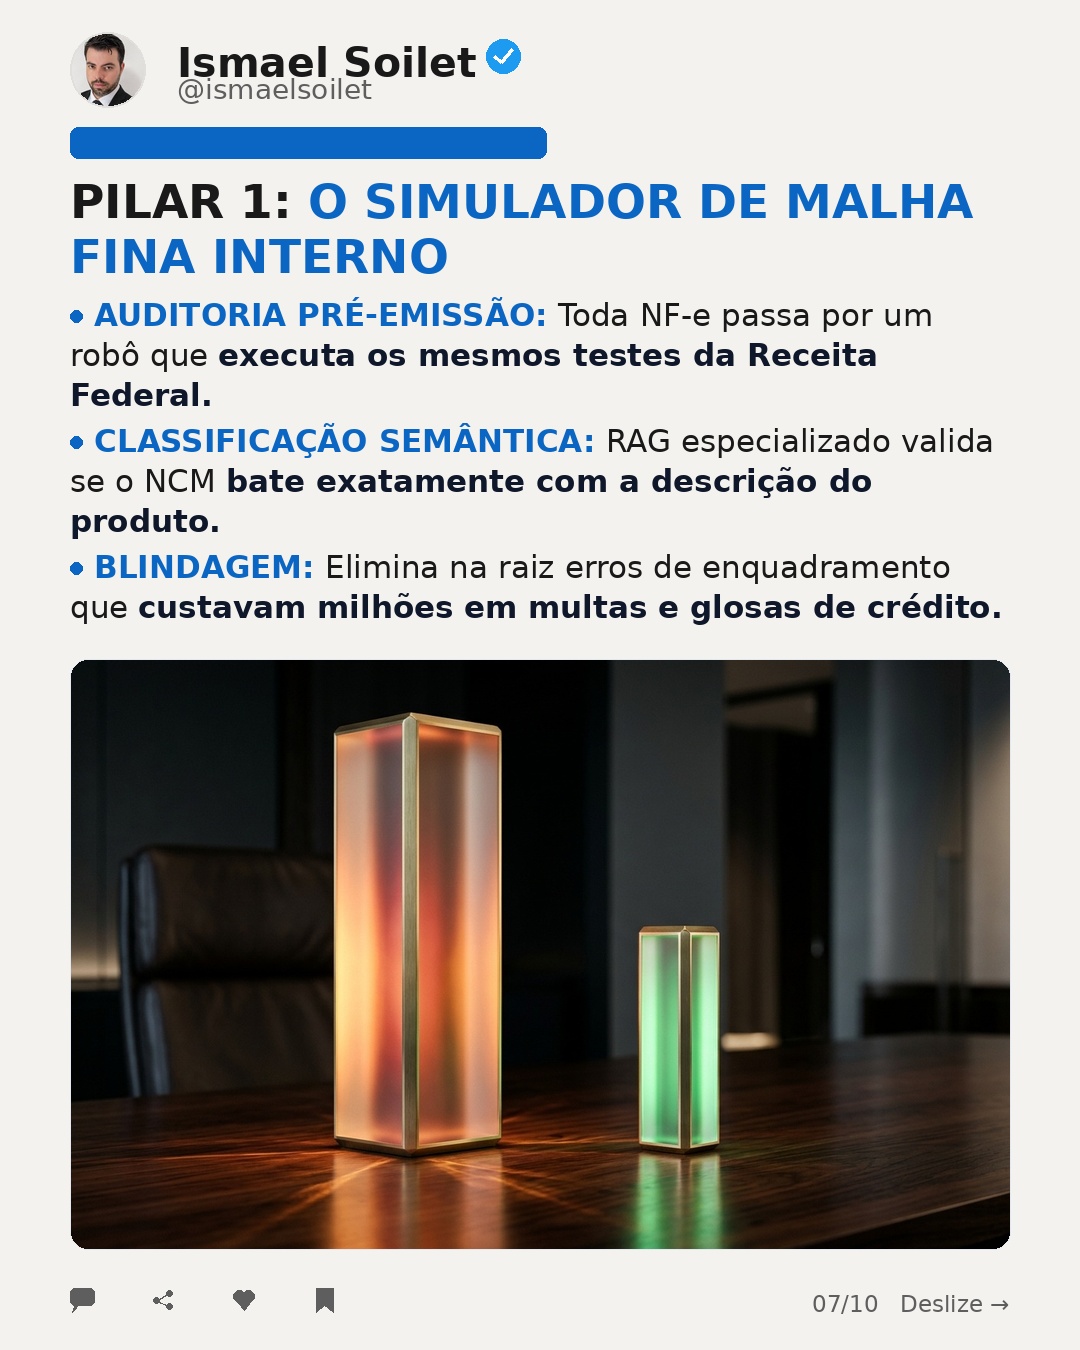 Ismael Soilet
@ismaelsoilet
PILAR 1: O SIMULADOR DE MALHA
FINA INTERNO
• AUDITORIA PRÉ-EMISSÃO: Toda NF-e passa por um
robô que executa os mesmos testes da Receita
Federal.
• CLASSIFICAÇÃO SEMÂNTICA: RAG especializado valida
se o NCM bate exatamente com a descrição do
produto.
• BLINDAGEM: Elimina na raiz erros de enquadramento
que custavam milhões em multas e glosas de crédito.
07/10 Deslize →